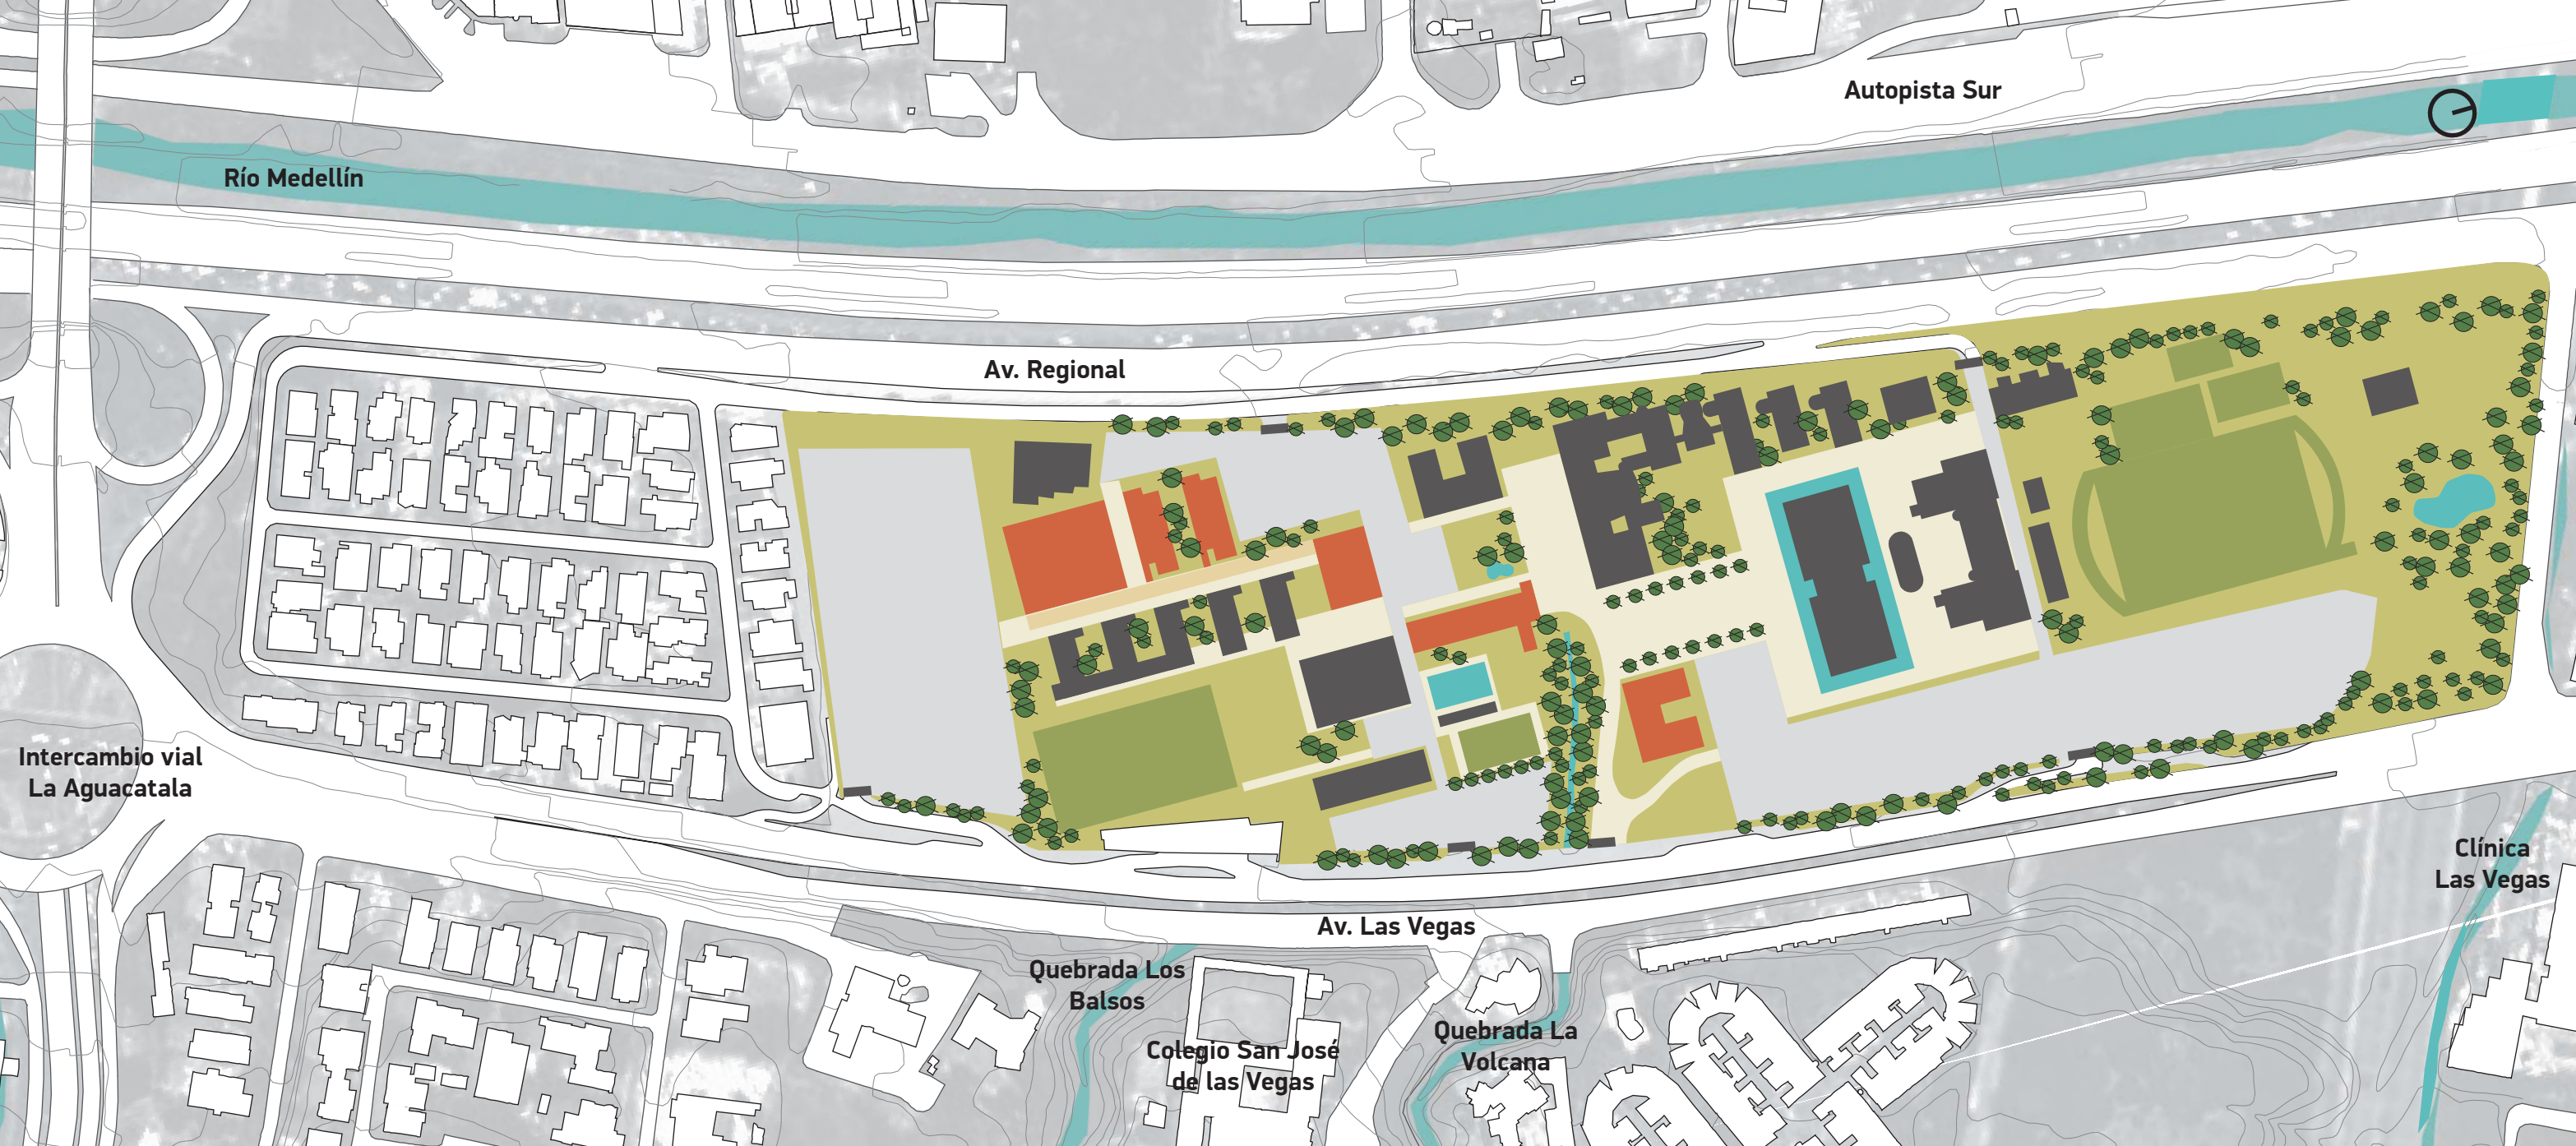 Autopista Sur
Río Medellín
Av. Regional
Intercambio vial
La Aguacatala
Clínica
Las Vegas
Av. Las Vegas
Quebrada Los
Balsos
Quebrada La
Volcana
Colegio San José
de las Vegas